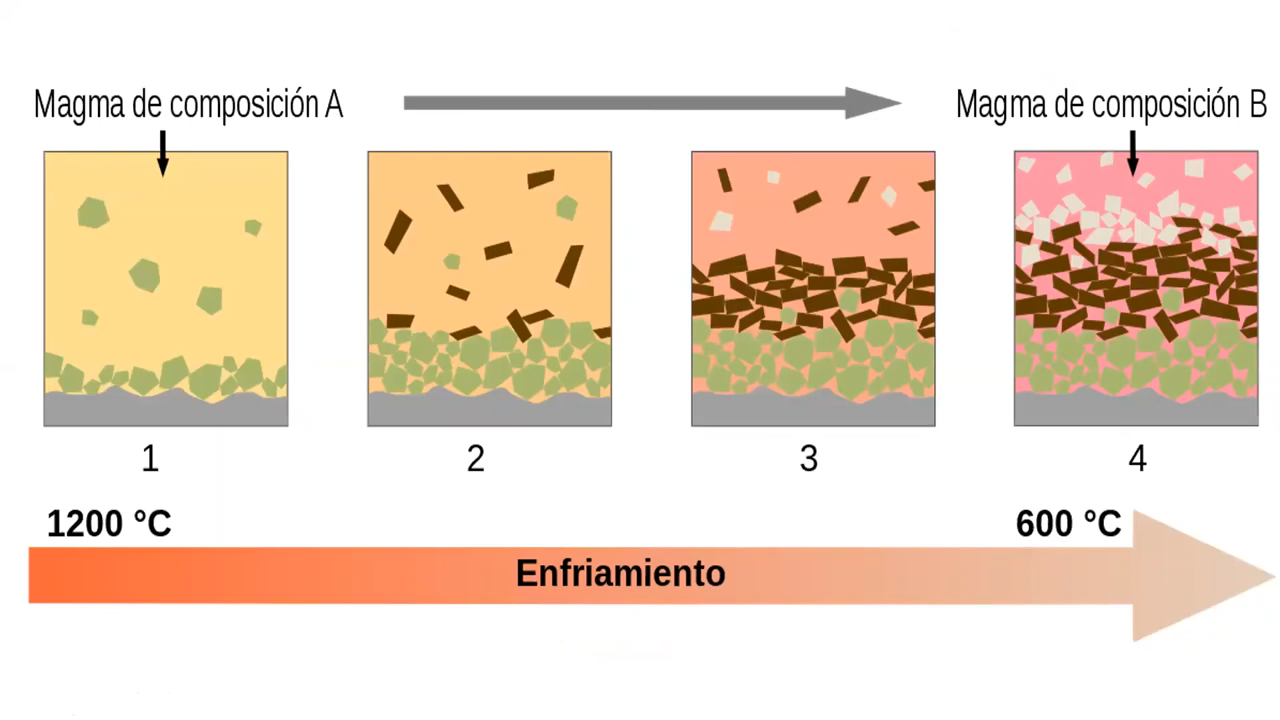 Magma de composición A
Magma de composición B
1
2
3
4
1200 °C
600 °C
Enfriamiento